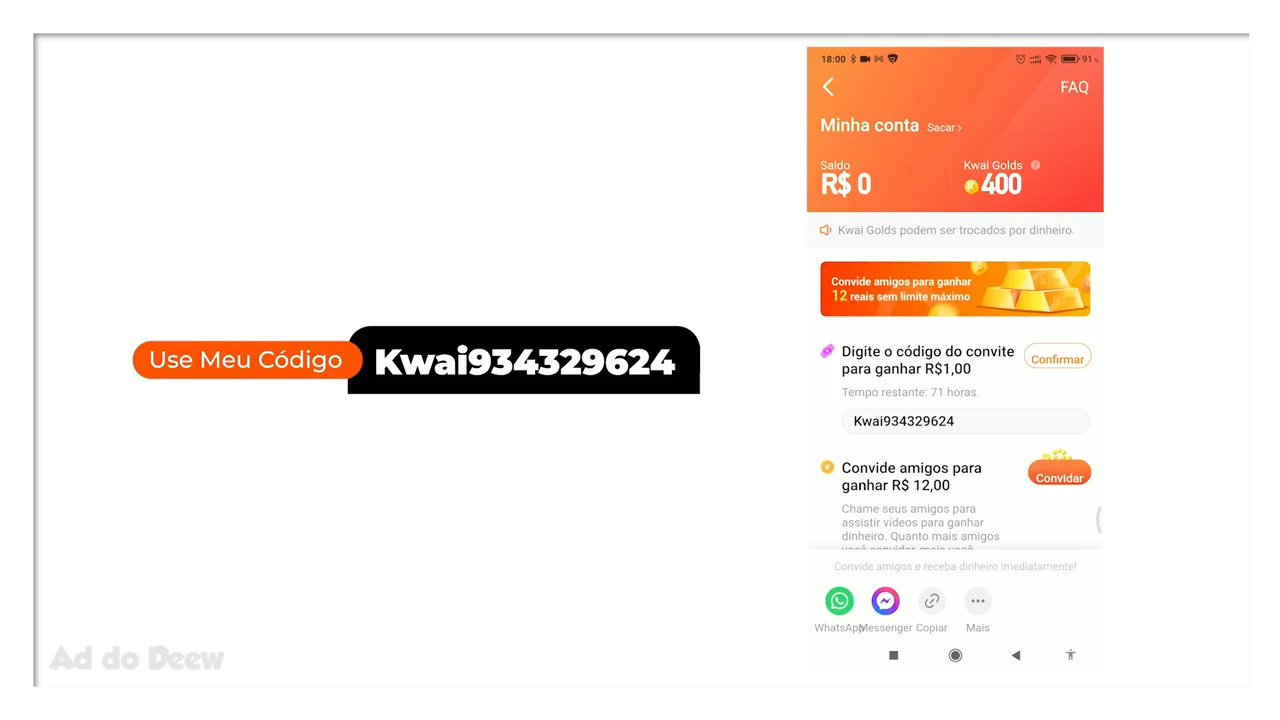 Use Meu Código
Kwai934329624
18:00
91%
FAQ
Minha conta Sacar >
Saldo
R$ 0
Kwai Golds ?
400
Kwai Golds podem ser trocados por dinheiro.
Convide amigos para ganhar
12 reais sem limite máximo
Digite o código do convite
para ganhar R$1,00
Confirmar
Tempo restante: 71 horas.
Kwai934329624
Convide amigos para
ganhar R$ 12,00
Convidar
Chame seus amigos para
assistir vídeos para ganhar
dinheiro. Quanto mais amigos
Convide amigos e receba dinheiro imediatamente!
WhatsApp
Messenger
Copiar
Mais
Ad do Deew